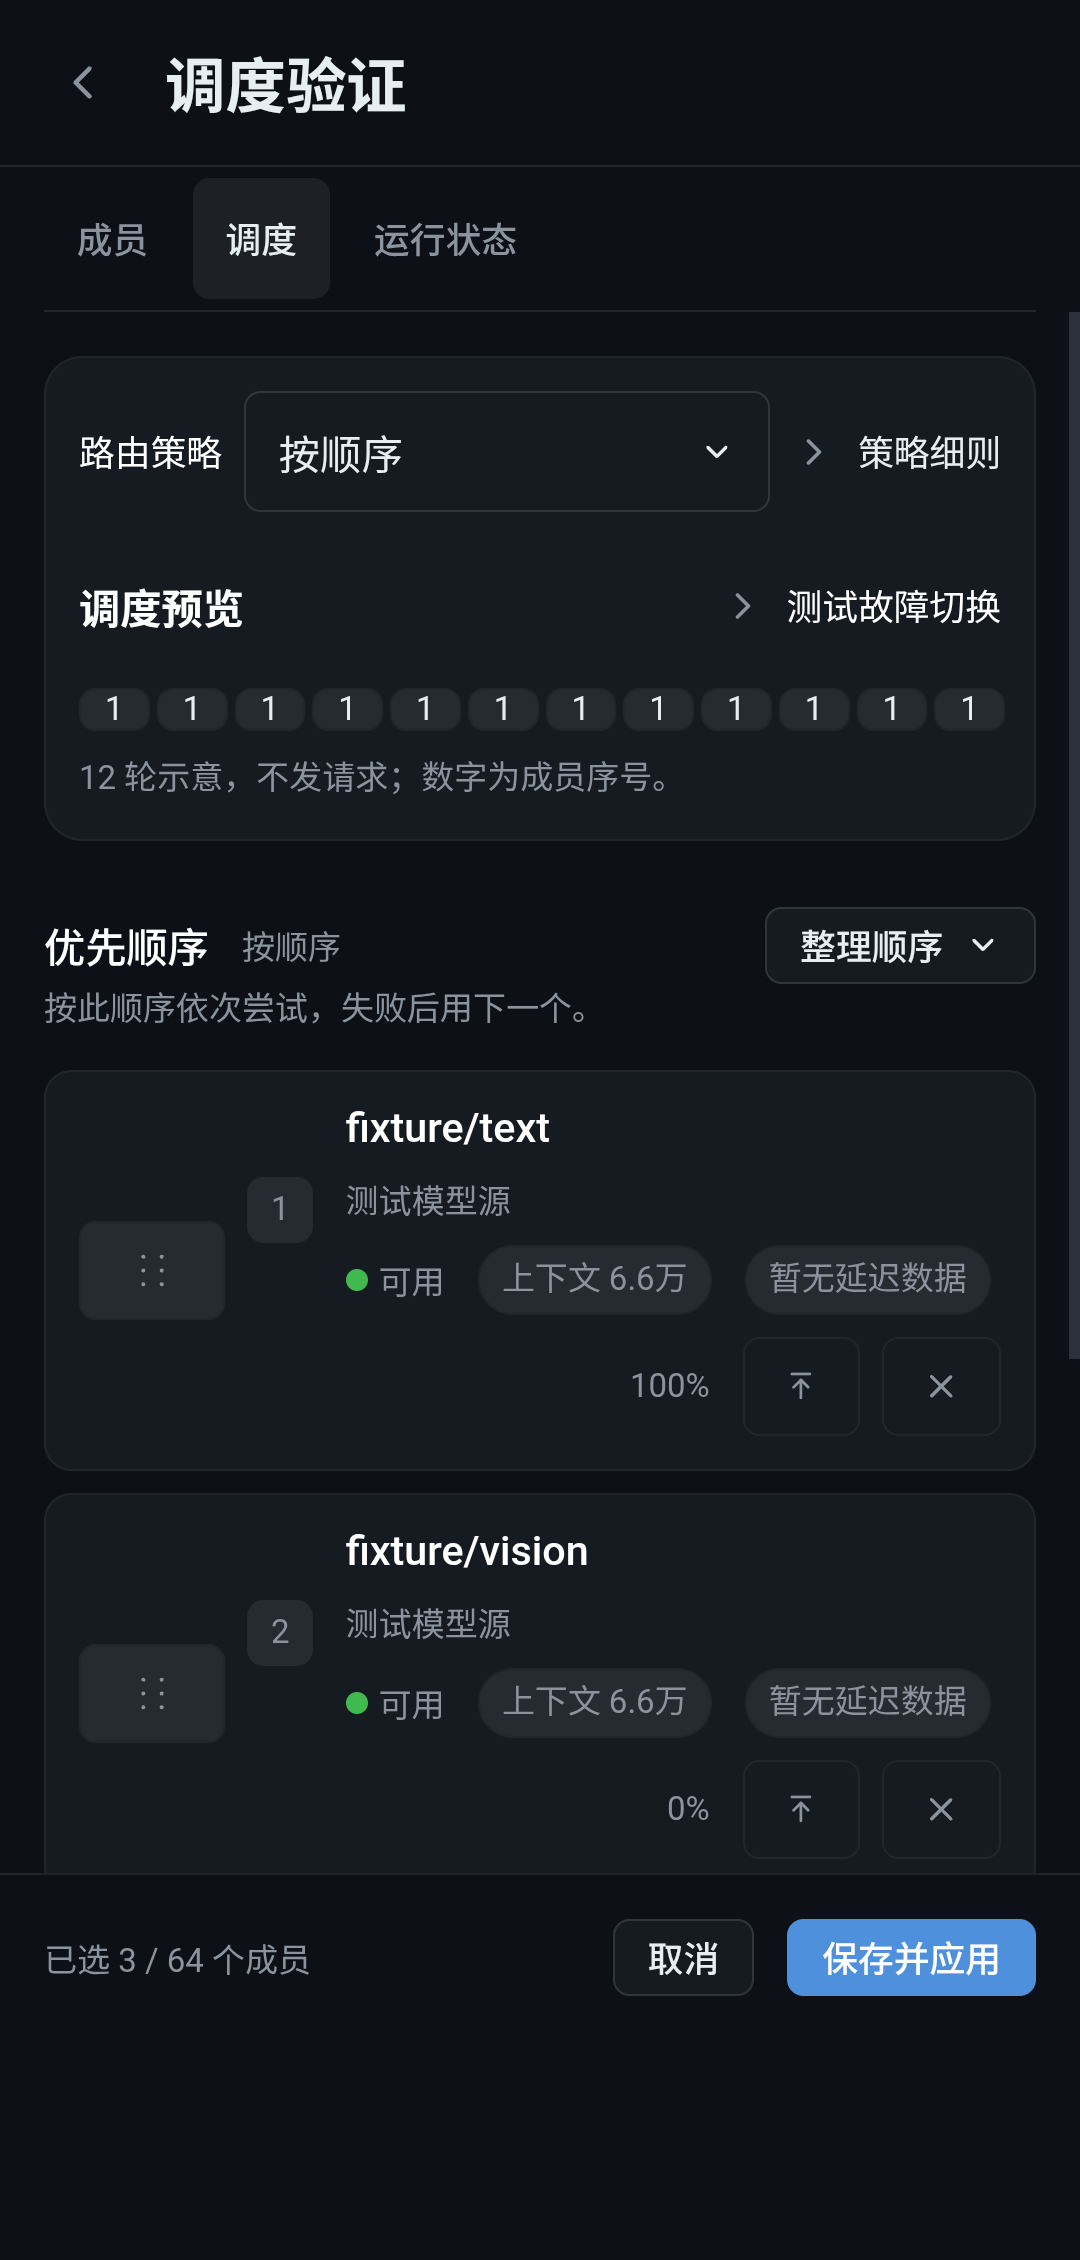 调度验证
成员 调度 运行状态
路由策略 按顺序 策略细则
调度预览 测试故障切换
1 1 1 1 1 1 1 1 1 1 1 1
12 轮示意，不发请求；数字为成员序号。
优先顺序 按顺序 整理顺序
按此顺序依次尝试，失败后用下一个。
fixture/text
1 测试模型源
可用 上下文 6.6万 暂无延迟数据
100%
fixture/vision
2 测试模型源
可用 上下文 6.6万 暂无延迟数据
0%
已选 3 / 64 个成员 取消 保存并应用